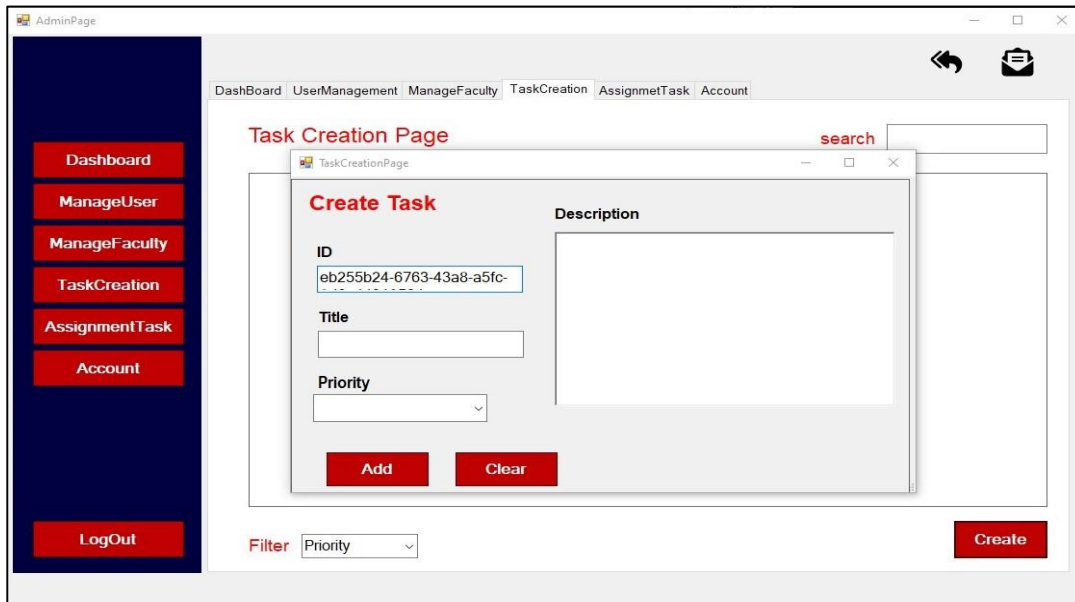 AdminPage
DashBoard UserManagement ManageFaculty TaskCreation AssignmetTask Account
Task Creation Page
search
Dashboard
ManageUser
ManageFaculty
TaskCreation
AssignmentTask
Account
LogOut
TaskCreationPage
Create Task
ID
eb255b24-6763-43a8-a5fc-
Title
Priority
Description
Add Clear
Filter Priority
Create